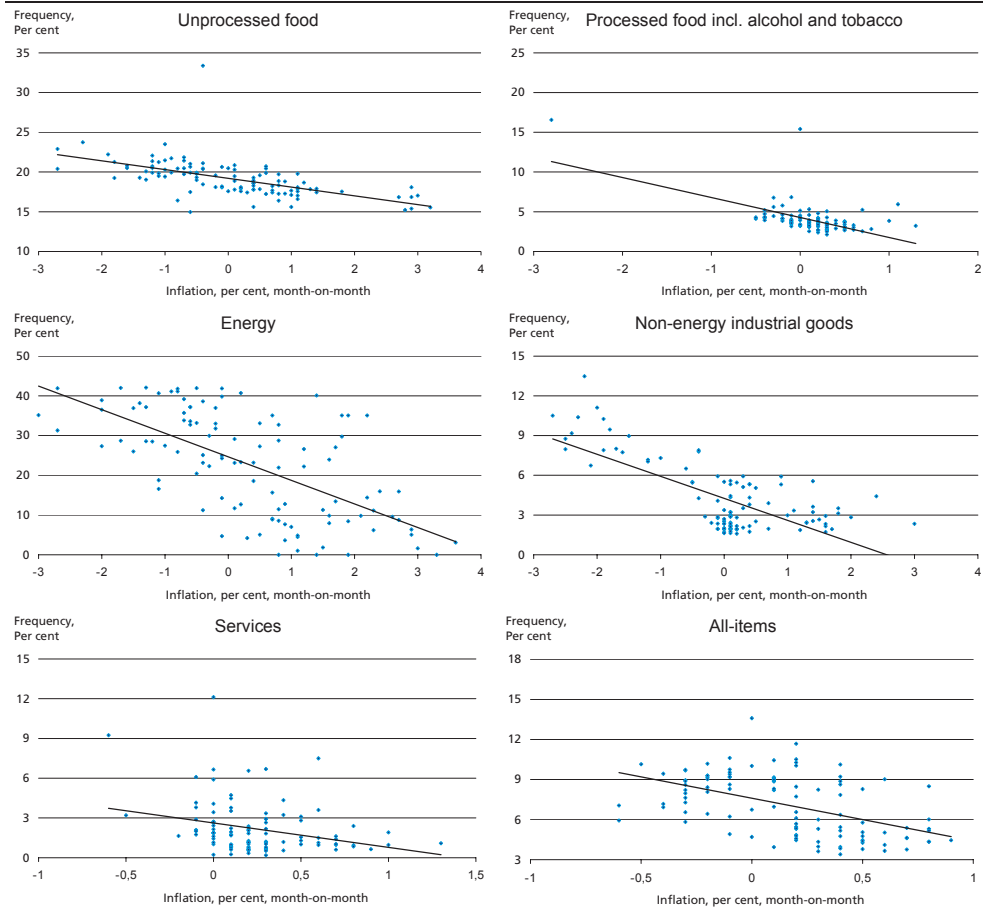 Frequency,
Per cent
Unprocessed food
35
30
25
20
15
10
-3 -2 -1 0 1 2 3 4
Inflation, per cent, month-on-month
Frequency,
Per cent
Processed food incl. alcohol and tobacco
25
20
15
10
5
0
-3 -2 -1 0 1 2
Inflation, per cent, month-on-month
Frequency,
Per cent
Energy
50
40
30
20
10
0
-3 -2 -1 0 1 2 3 4
Inflation, per cent, month-on-month
Frequency,
Per cent
Non-energy industrial goods
15
12
9
6
3
0
-3 -2 -1 0 1 2 3 4
Inflation, per cent, month-on-month
Frequency,
Per cent
Services
15
12
9
6
3
0
-1 -0,5 0 0,5 1 1,5
Inflation, per cent, month-on-month
Frequency,
Per cent
All-items
18
15
12
9
6
3
-1 -0,5 0 0,5 1
Inflation, per cent, month-on-month